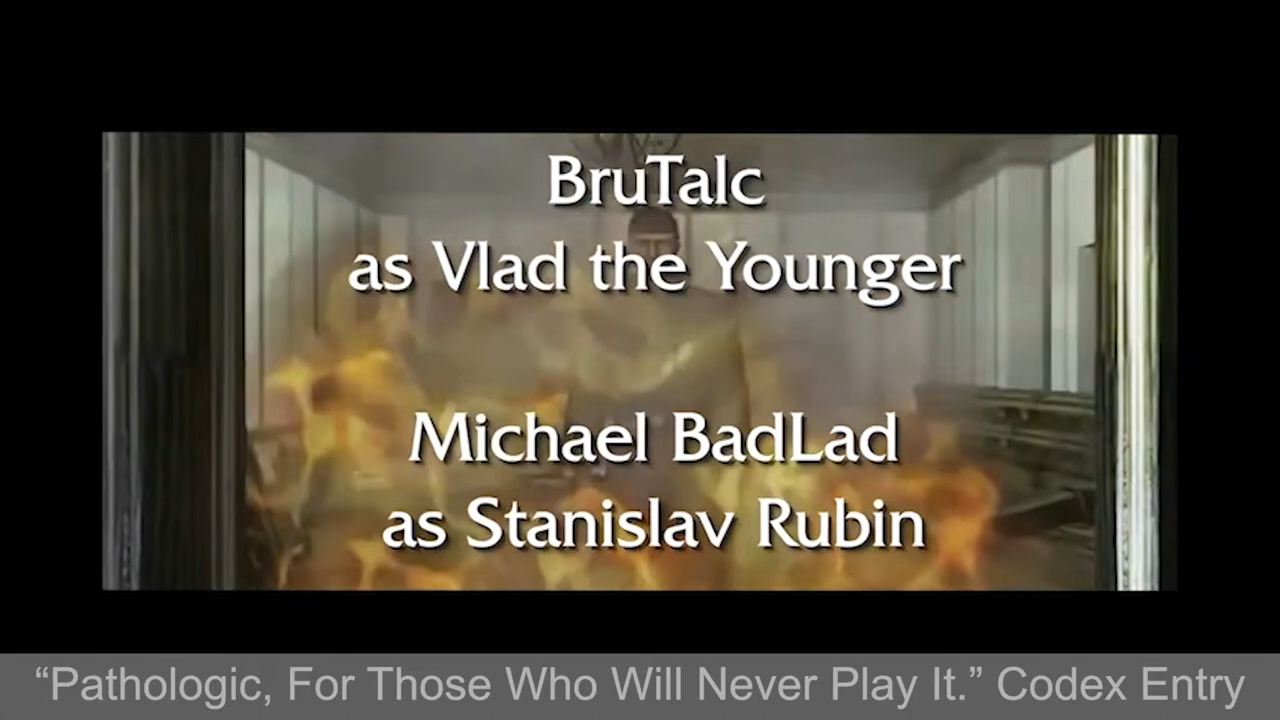 BruTalc
as Vlad the Younger
Michael BadLad
as Stanislav Rubin
“Pathologic, For Those Who Will Never Play It.” Codex Entry